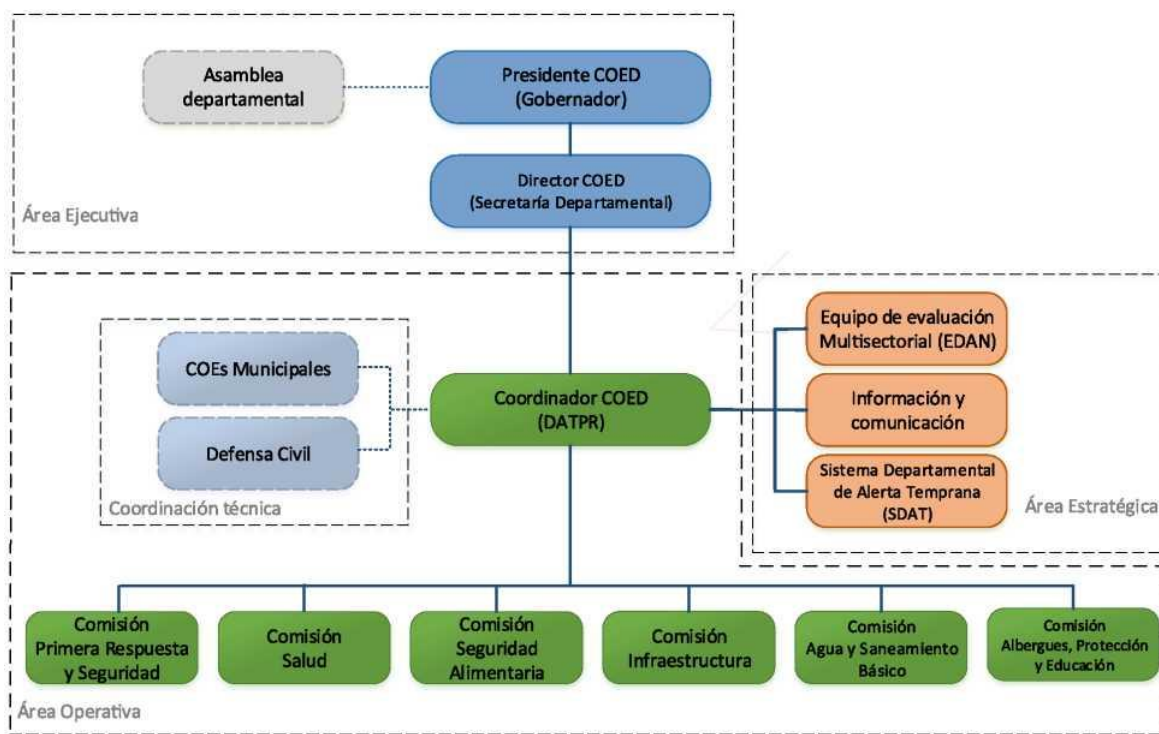 Asamblea
departamental
Presidente COED
(Gobernador)
Director COED
(Secretaría Departamental)
Área Ejecutiva
COEs Municipales
Defensa Civil
Coordinación técnica
Coordinador COED
(DATPR)
Equipo de evaluación
Multisectorial (EDAN)
Información y
comunicación
Sistema Departamental
de Alerta Temprana
(SDAT)
Área Estratégica
Comisión
Primera Respuesta
y Seguridad
Comisión
Salud
Comisión
Seguridad
Alimentaria
Comisión
Infraestructura
Comisión
Agua y Saneamiento
Básico
Comisión
Albergues, Protección
y Educación
Área Operativa